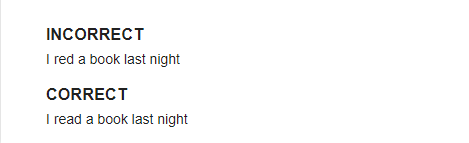 INCORRECT
I red a book last night
CORRECT
I read a book last night